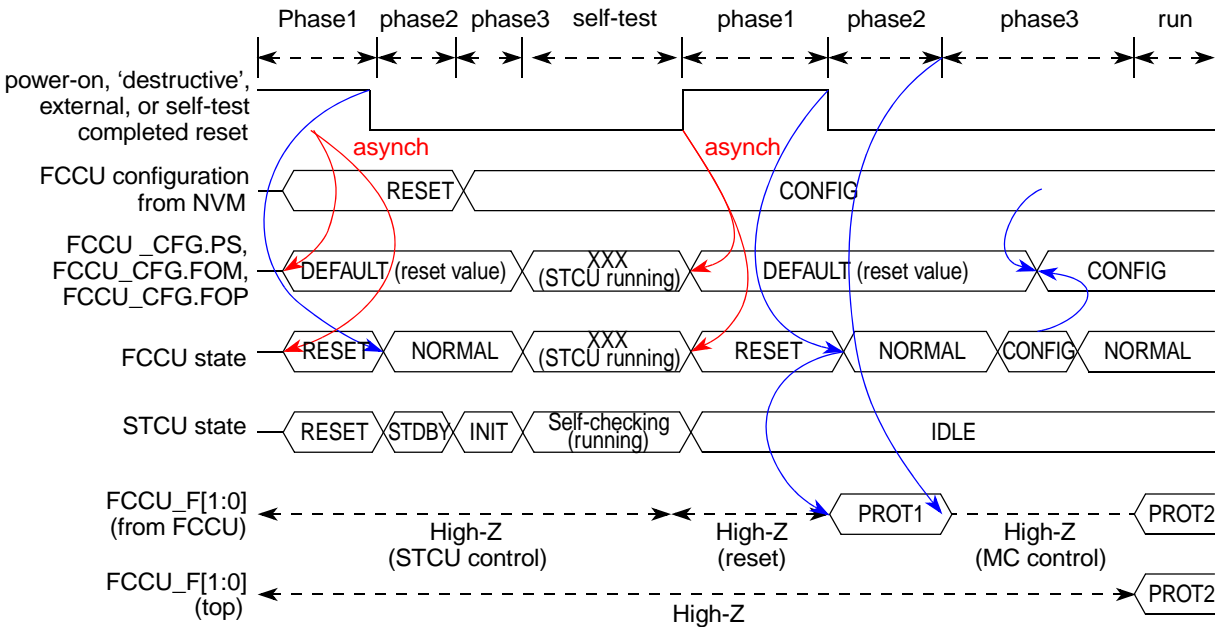 Phase1 phase2 phase3 self-test phase1 phase2 phase3 run
power-on, ‘destructive’,
external, or self-test
completed reset
asynch asynch
FCCU configuration
from NVM
RESET CONFIG
FCCU _CFG.PS,
FCCU_CFG.FOM,
FCCU_CFG.FOP
DEFAULT (reset value) XXX
(STCU running) DEFAULT (reset value) CONFIG
FCCU state RESET NORMAL XXX
(STCU running) RESET NORMAL CONFIG NORMAL
STCU state RESET STDBY INIT Self-checking
(running) IDLE
FCCU_F[1:0]
(from FCCU)
PROT1 PROT2
High-Z
(STCU control)
High-Z
(reset)
High-Z
(MC control)
FCCU_F[1:0]
(top)
High-Z
PROT2